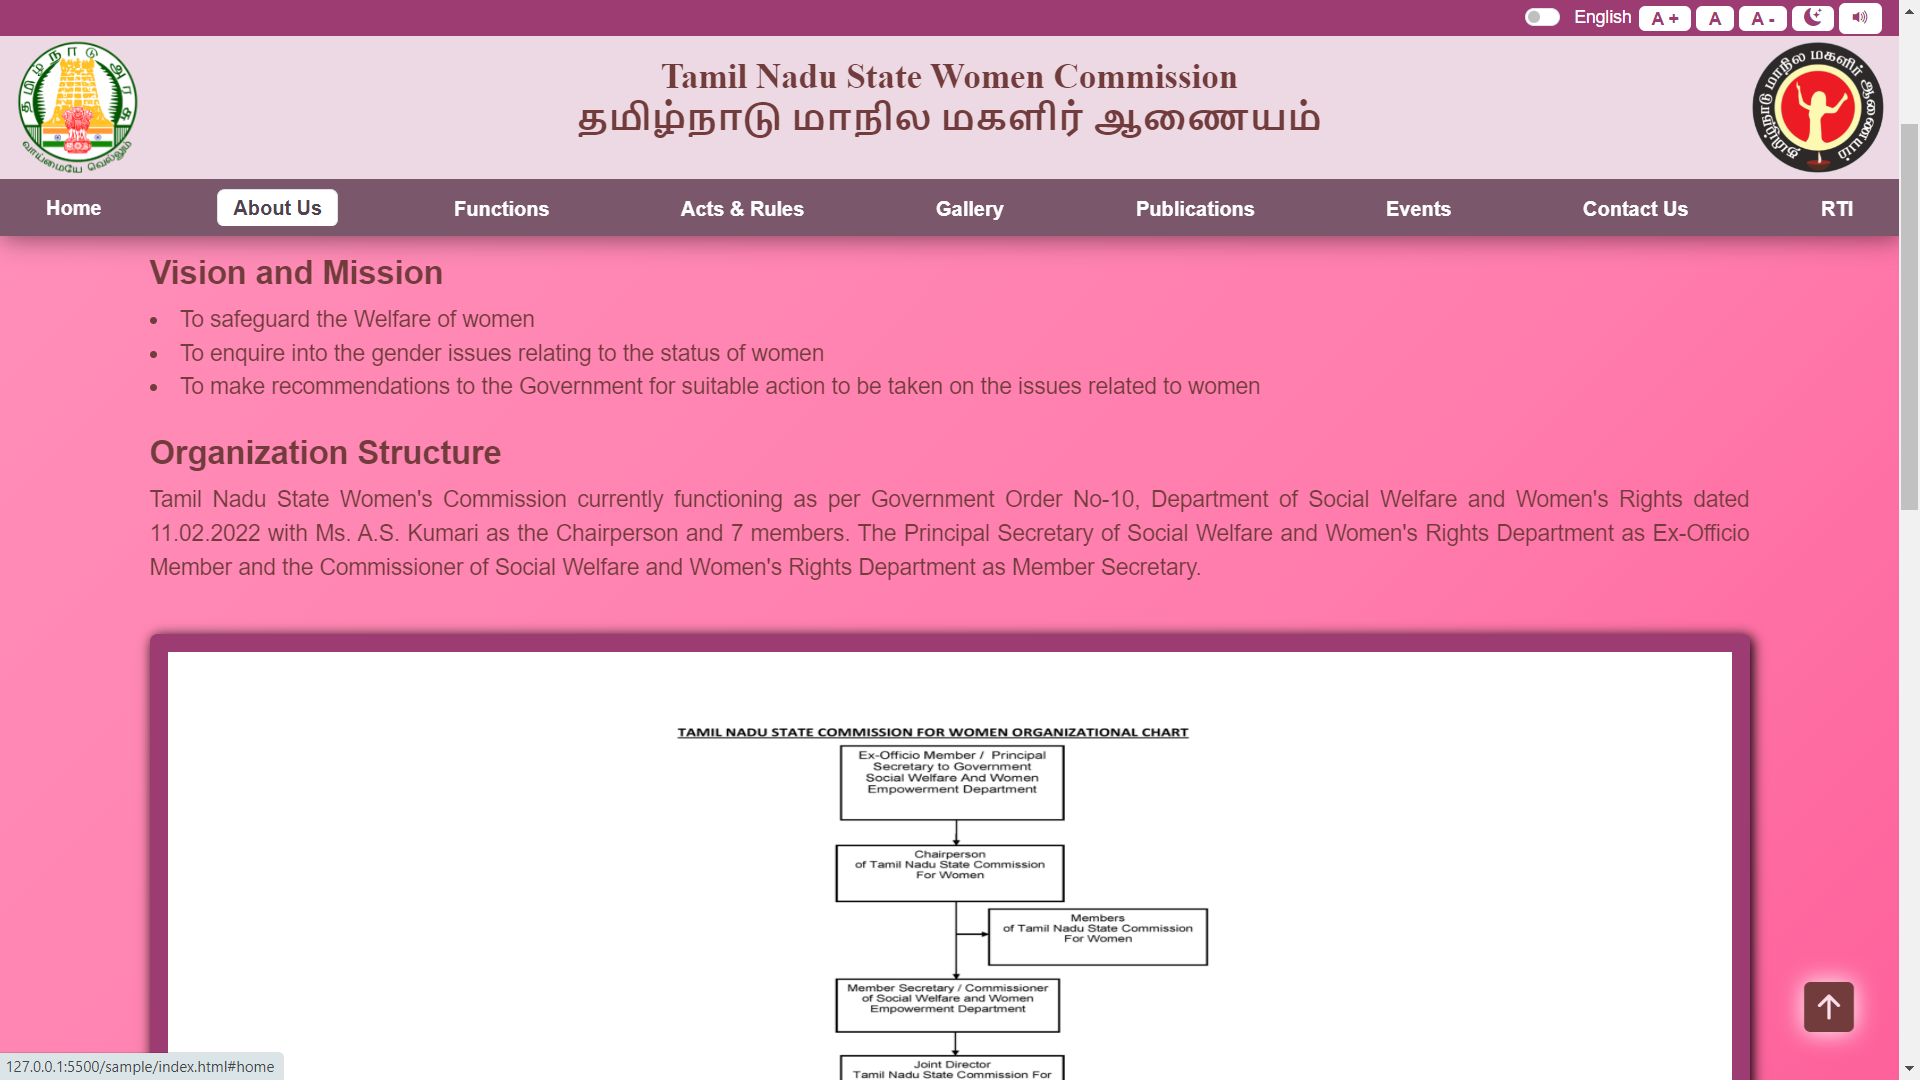 English A + A A -
Tamil Nadu State Women Commission
தமிழ்நாடு மாநில மகளிர் ஆணையம்
தமிழ்நாடு அரசு
வாய்மையே வெல்லும்
தமிழ்நாடு மாநில மகளிர் ஆணையம்
Home About Us Functions Acts & Rules Gallery Publications Events Contact Us RTI
Vision and Mission
• To safeguard the Welfare of women
• To enquire into the gender issues relating to the status of women
• To make recommendations to the Government for suitable action to be taken on the issues related to women
Organization Structure
Tamil Nadu State Women's Commission currently functioning as per Government Order No-10, Department of Social Welfare and Women's Rights dated
11.02.2022 with Ms. A.S. Kumari as the Chairperson and 7 members. The Principal Secretary of Social Welfare and Women's Rights Department as Ex-Officio
Member and the Commissioner of Social Welfare and Women's Rights Department as Member Secretary.
TAMIL NADU STATE COMMISSION FOR WOMEN ORGANIZATIONAL CHART
Ex-Officio Member / Principal
Secretary to Government
Social Welfare And Women
Empowerment Department
Chairperson
of Tamil Nadu State Commission
For Women
Members
of Tamil Nadu State Commission
For Women
Member Secretary / Commissioner
of Social Welfare and Women
Empowerment Department
Joint Director
Tamil Nadu State Commission For
127.0.0.1:5500/sample/index.html#home